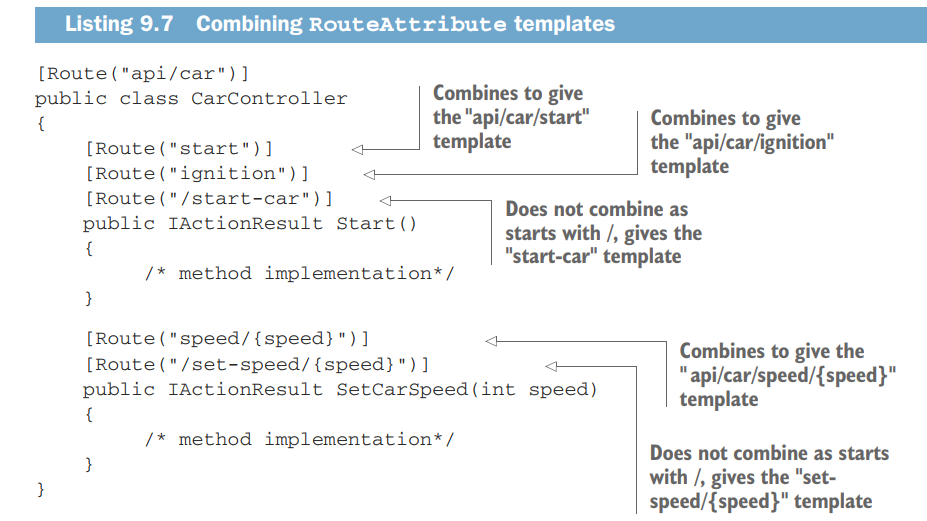 Listing 9.7 Combining RouteAttribute templates
[Route("api/car")]
public class CarController
{
[Route("start")]
[Route("ignition")]
[Route("/start-car")]
public IActionResult Start()
{
/* method implementation*/
}
[Route("speed/{speed}")]
[Route("/set-speed/{speed}")]
public IActionResult SetCarSpeed(int speed)
{
/* method implementation*/
}
}
Combines to give
the "api/car/start"
template
Combines to give
the "api/car/ignition"
template
Does not combine as
starts with /, gives the
"start-car" template
Combines to give the
"api/car/speed/{speed}"
template
Does not combine as starts
with /, gives the "set-
speed/{speed}" template